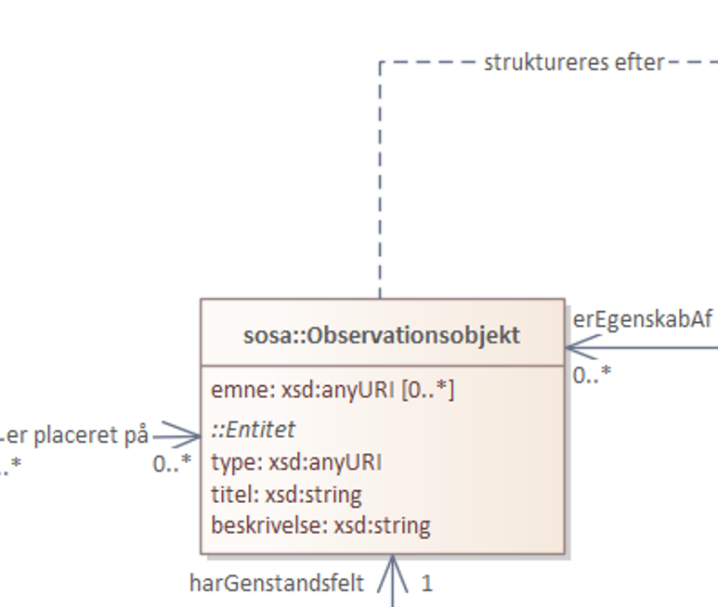 struktureres efter
sosa::Observationsobjekt
erEgenskabAf
0..*
emne: xsd:anyURI [0..*]
::Entitet
er placeret på
..*
0..*
type: xsd:anyURI
titel: xsd:string
beskrivelse: xsd:string
harGenstandsfelt
1